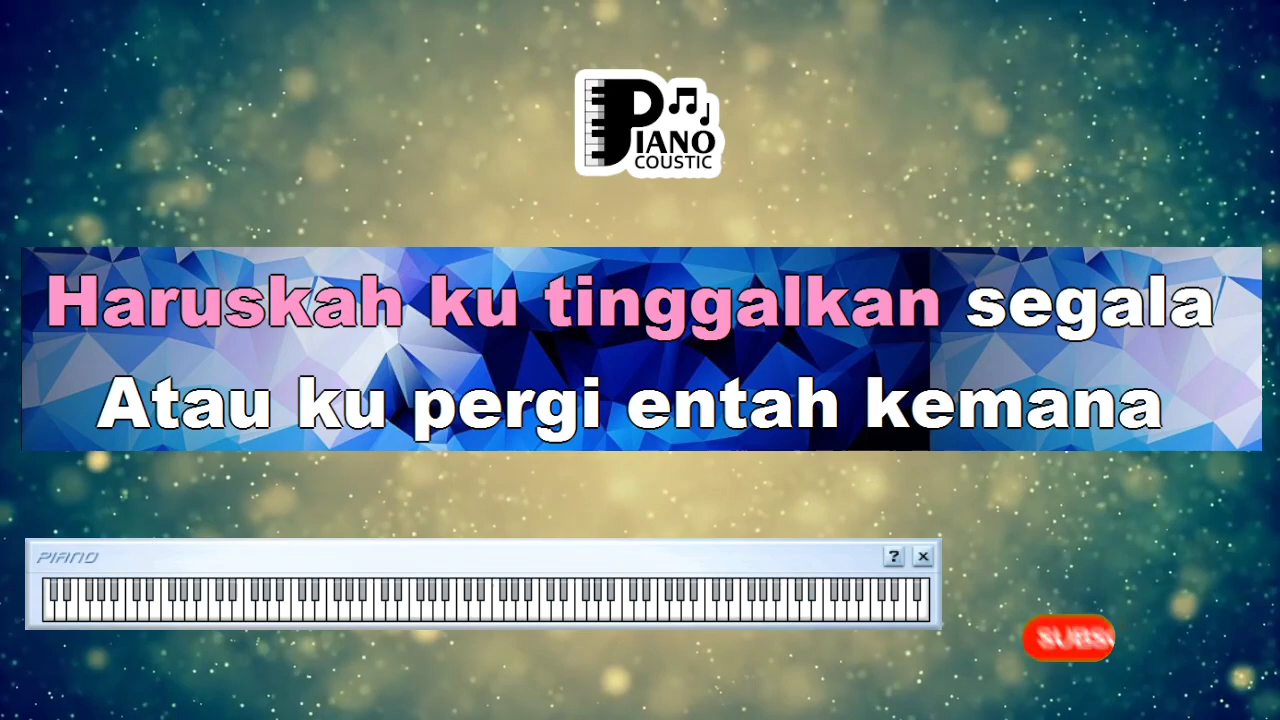 PIANO
COUSTIC
Haruskah ku tinggalkan segala
Atau ku pergi entah kemana
PIANO
?